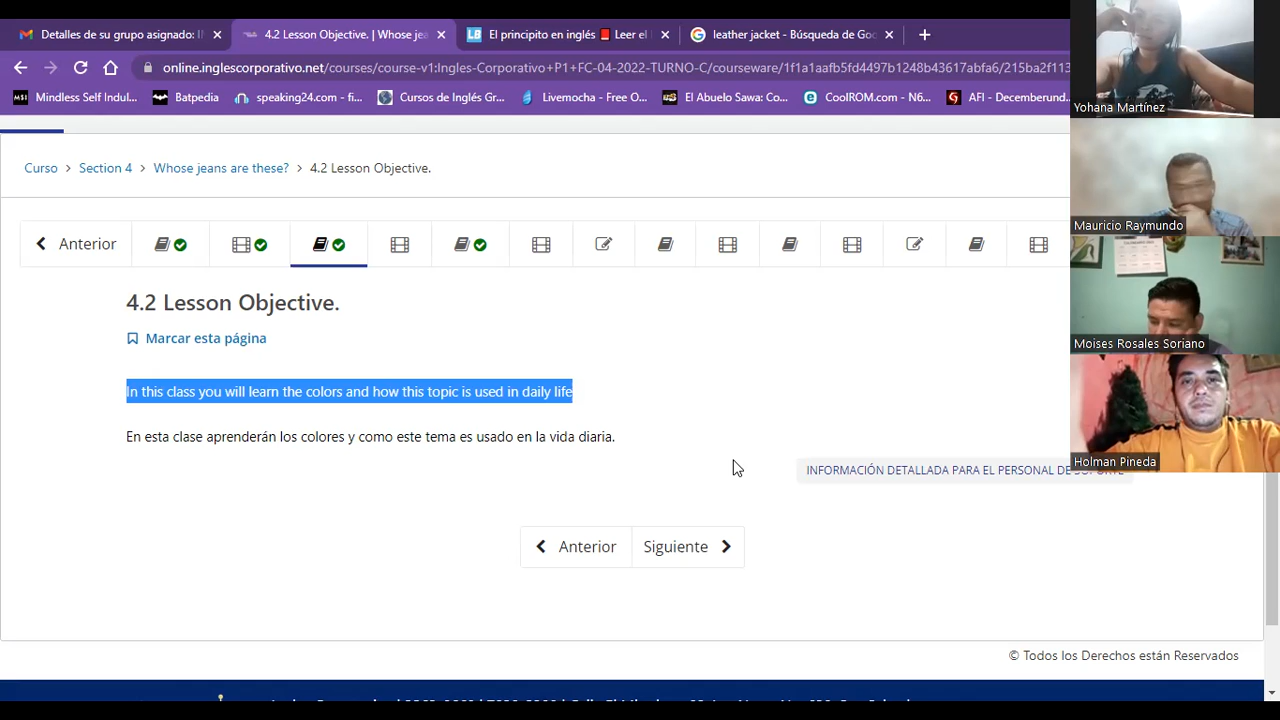 Detalles de su grupo asignado: II
4.2 Lesson Objective. | Whose jea
El principito en inglés 📕 Leer el l
leather jacket - Búsqueda de Goo
online.inglescorporativo.net/courses/course-v1:Ingles-Corporativo+P1+FC-04-2022-TURNO-C/courseware/1f1a1aafb5fd4497b1248b43617abfa6/215ba2f113
Mindless Self Indul...
Batpedia
speaking24.com - fi...
Cursos de Inglés Gr...
Livemocha - Free O...
El Abuelo Sawa: Co...
CoolROM.com - N6...
AFI - Decemberund...
Yohana Martínez
Mauricio Raymundo
Moises Rosales Soriano
Holman Pineda
Curso > Section 4 > Whose jeans are these? > 4.2 Lesson Objective.
Anterior
4.2 Lesson Objective.
Marcar esta página
In this class you will learn the colors and how this topic is used in daily life
En esta clase aprenderán los colores y como este tema es usado en la vida diaria.
INFORMACIÓN DETALLADA PARA EL PERSONAL DE SOPORTE
Anterior
Siguiente
© Todos los Derechos están Reservados